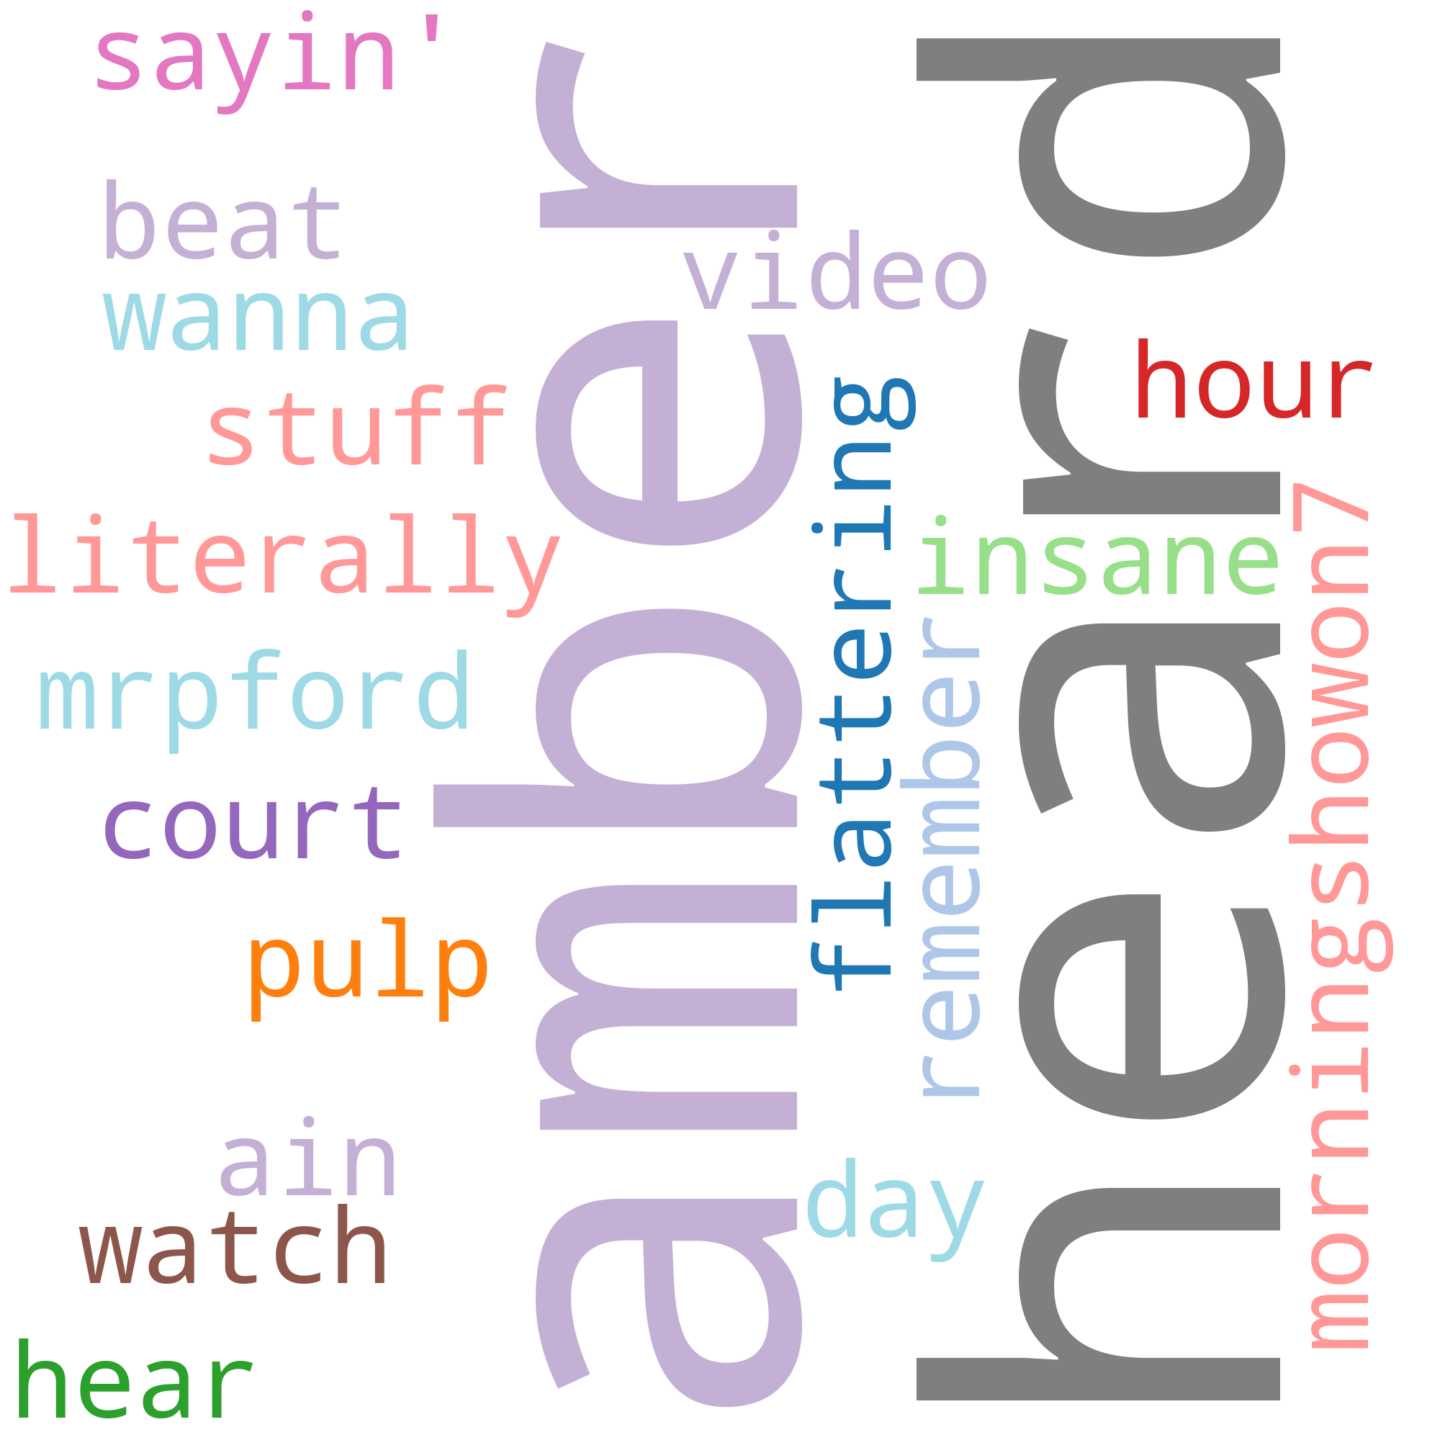 sayin'
beat
wanna
stuff
literally
mrpford
court
pulp
ain
watch
hear
amber
video
flattering
remember
day
heard
hour
insane
morningshowon7